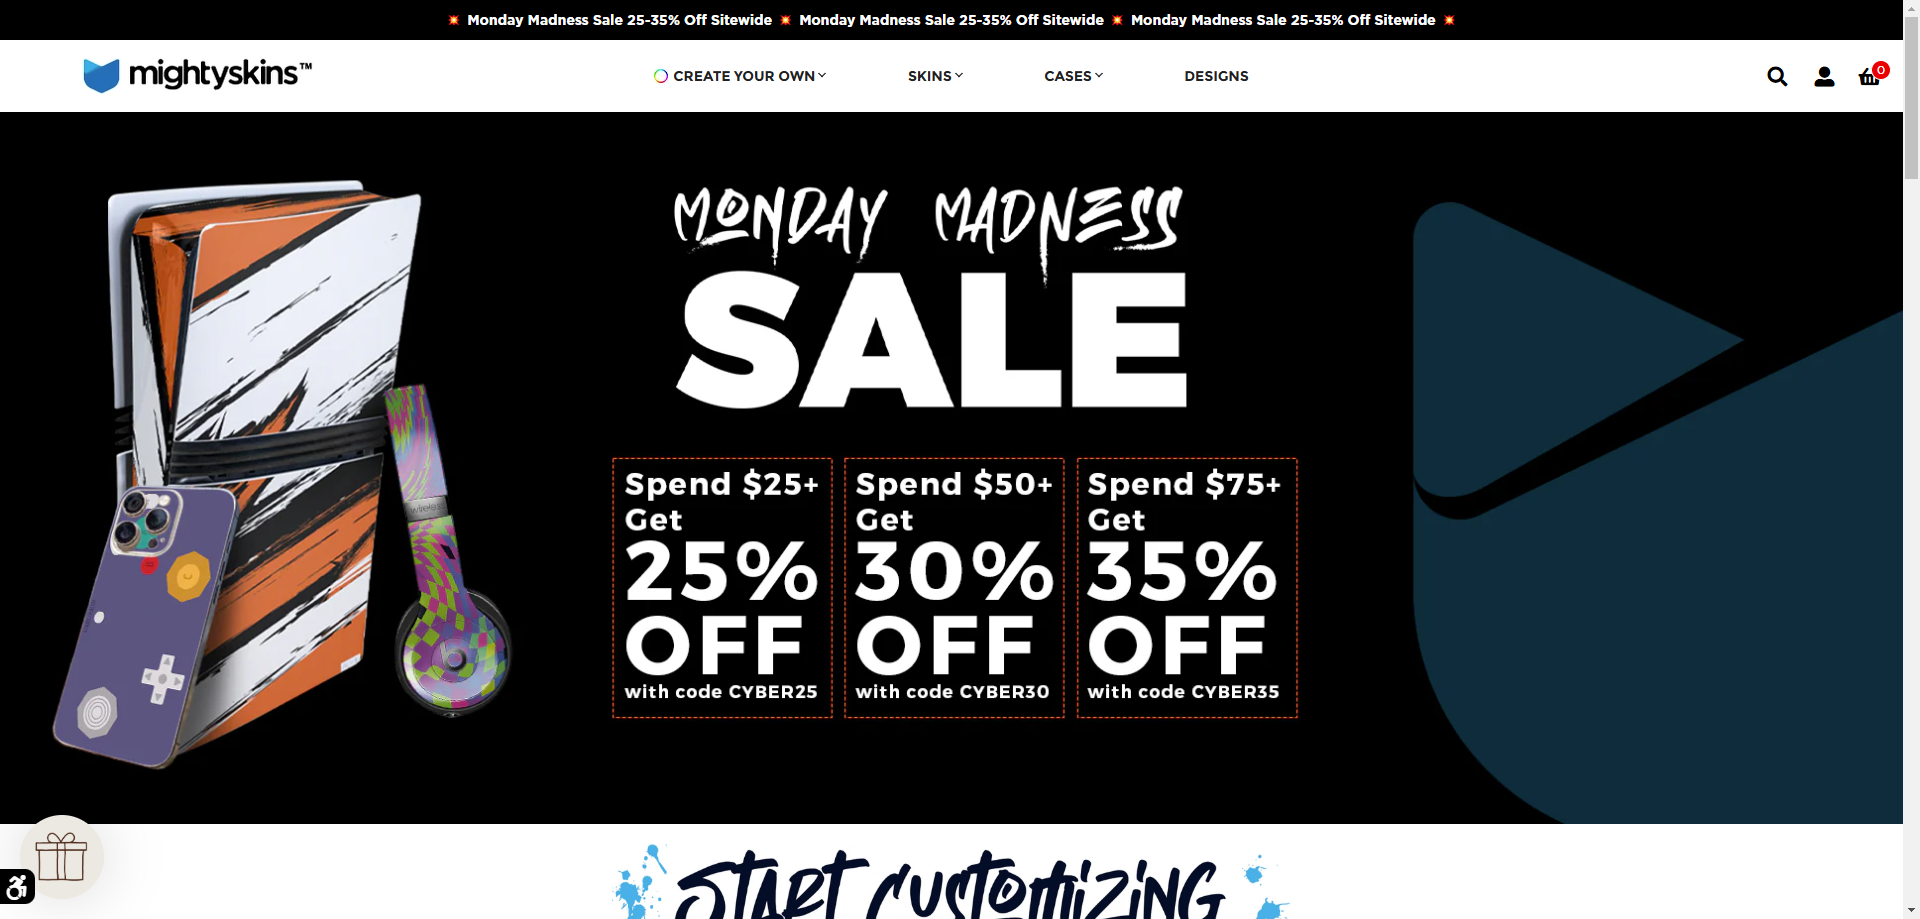 💥 Monday Madness Sale 25-35% Off Sitewide 💥 Monday Madness Sale 25-35% Off Sitewide 💥 Monday Madness Sale 25-35% Off Sitewide 💥
mightyskins™
CREATE YOUR OWN
SKINS
CASES
DESIGNS
0
MONDAY MADNESS
SALE
Spend $25+
Get
25%
OFF
with code CYBER25
Spend $50+
Get
30%
OFF
with code CYBER30
Spend $75+
Get
35%
OFF
with code CYBER35
wireless
START CUSTOMIZING